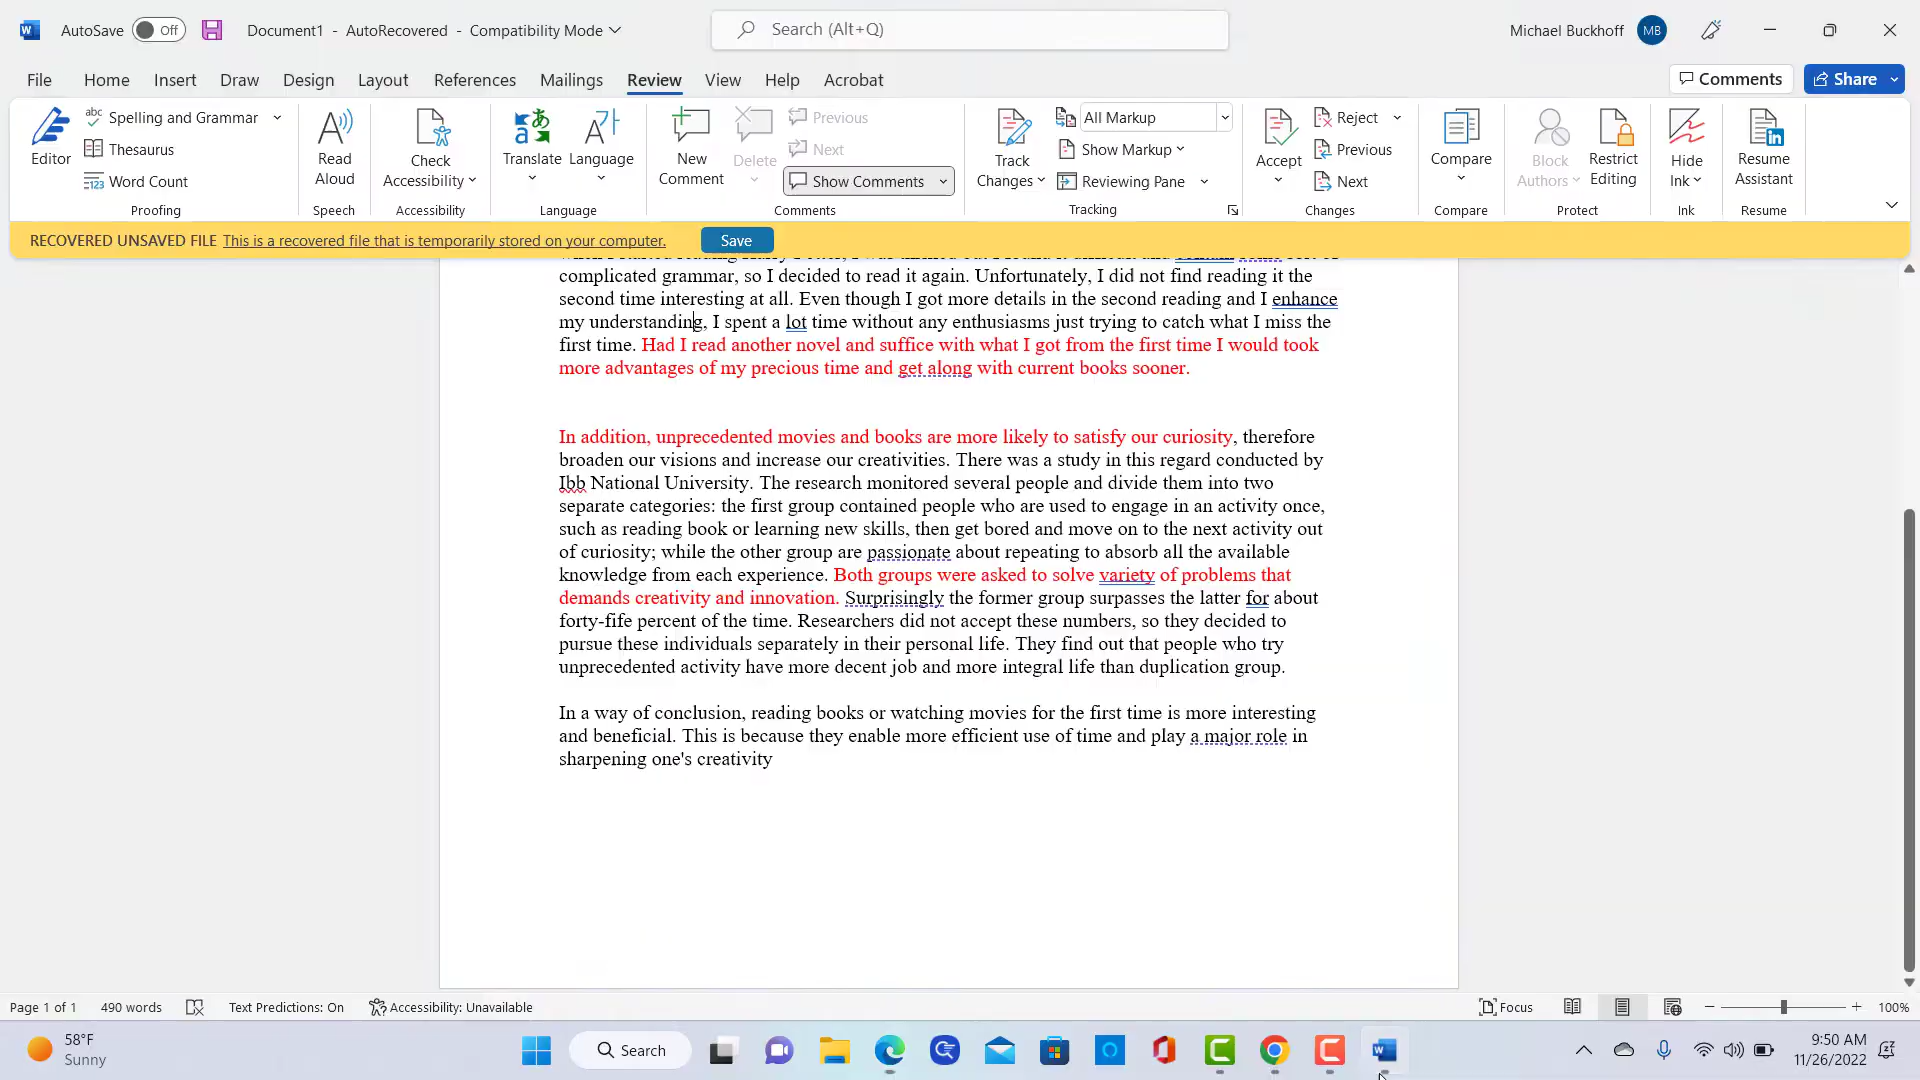 AutoSave Off Document1 - AutoRecovered - Compatibility Mode Search (Alt+Q) Michael Buckhoff MB
File Home Insert Draw Design Layout References Mailings Review View Help Acrobat Comments Share
Editor
abc Spelling and Grammar
Thesaurus
123 Word Count
Proofing
Read Aloud
Speech
Check Accessibility
Accessibility
Translate
Language
Language
New Comment
Delete
Previous
Next
Show Comments
Comments
Track Changes
All Markup
Show Markup
Reviewing Pane
Tracking
Accept
Reject
Previous
Next
Changes
Compare
Compare
Block Authors
Restrict Editing
Protect
Hide Ink
Ink
Resume Assistant
Resume
RECOVERED UNSAVED FILE This is a recovered file that is temporarily stored on your computer. Save
complicated grammar, so I decided to read it again. Unfortunately, I did not find reading it the
second time interesting at all. Even though I got more details in the second reading and I enhance
my understanding, I spent a lot time without any enthusiasms just trying to catch what I miss the
first time. Had I read another novel and suffice with what I got from the first time I would took
more advantages of my precious time and get along with current books sooner.
In addition, unprecedented movies and books are more likely to satisfy our curiosity, therefore
broaden our visions and increase our creativities. There was a study in this regard conducted by
Ibb National University. The research monitored several people and divide them into two
separate categories: the first group contained people who are used to engage in an activity once,
such as reading book or learning new skills, then get bored and move on to the next activity out
of curiosity; while the other group are passionate about repeating to absorb all the available
knowledge from each experience. Both groups were asked to solve variety of problems that
demands creativity and innovation. Surprisingly the former group surpasses the latter for about
forty-fife percent of the time. Researchers did not accept these numbers, so they decided to
pursue these individuals separately in their personal life. They find out that people who try
unprecedented activity have more decent job and more integral life than duplication group.
In a way of conclusion, reading books or watching movies for the first time is more interesting
and beneficial. This is because they enable more efficient use of time and play a major role in
sharpening one's creativity
Page 1 of 1 490 words Text Predictions: On Accessibility: Unavailable Focus 100%
58°F
Sunny
Search
9:50 AM
11/26/2022